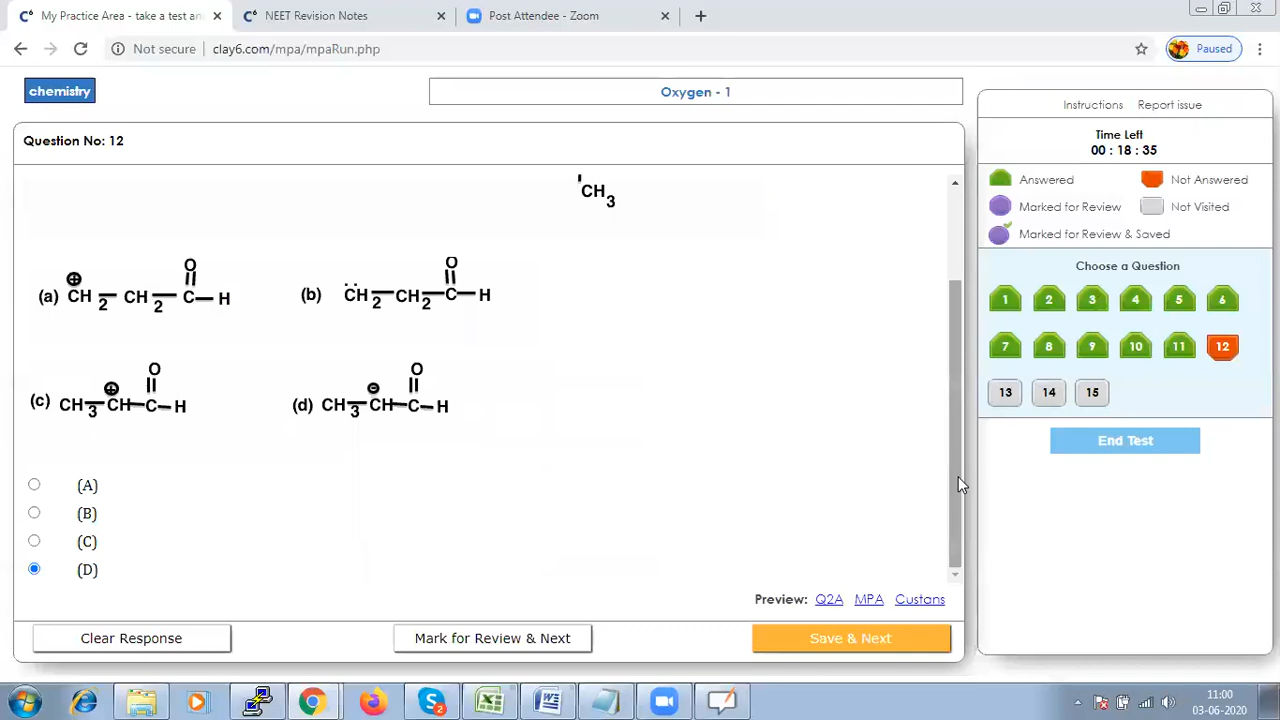 My Practice Area - take a test an
NEET Revision Notes
Post Attendee - Zoom
Not secure | clay6.com/mpa/mpaRun.php
Paused
chemistry
Oxygen - 1
Instructions Report issue
Question No: 12
Time Left
00 : 18 : 35
Answered
Not Answered
Marked for Review
Not Visited
Marked for Review & Saved
Choose a Question
1 2 3 4 5 6
7 8 9 10 11 12
13 14 15
End Test
CH3
O
(a) ⊕CH2—CH2—C—H
O
(b) C̈H2—CH2—C—H
O
(c) CH3—⊕CH—C—H
O
(d) CH3—⊖CH—C—H
(A)
(B)
(C)
(D)
Preview: Q2A MPA Custans
Clear Response
Mark for Review & Next
Save & Next
2
11:00
03-06-2020